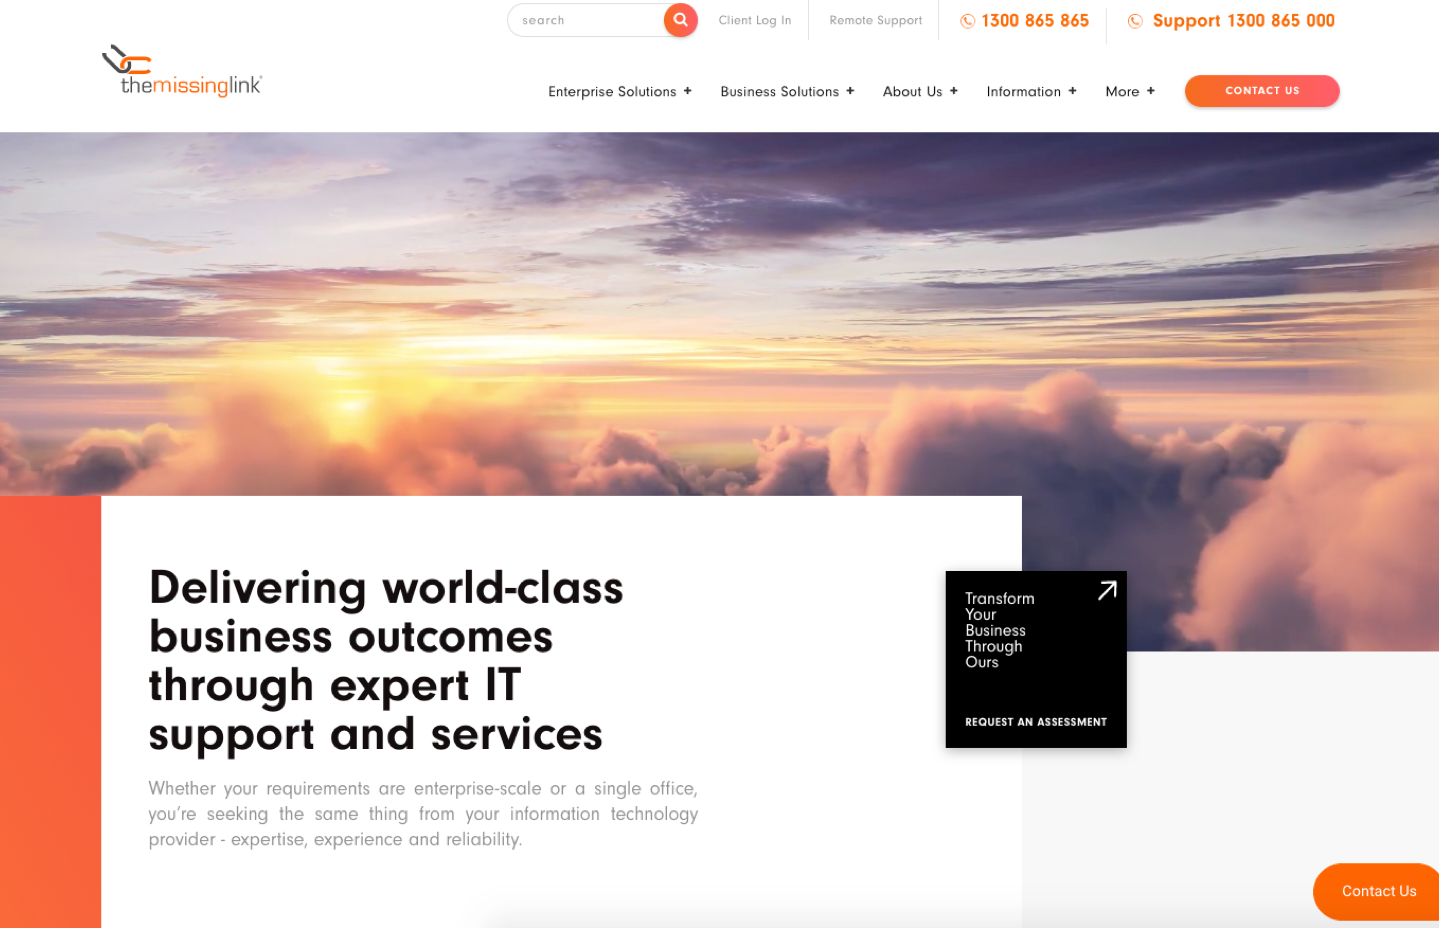 search
Client Log In
Remote Support
1300 865 865
Support 1300 865 000
themissinglink®
Enterprise Solutions +
Business Solutions +
About Us +
Information +
More +
CONTACT US
Delivering world-class
business outcomes
through expert IT
support and services
Whether your requirements are enterprise-scale or a single office,
you're seeking the same thing from your information technology
provider - expertise, experience and reliability.
Transform
Your
Business
Through
Ours
REQUEST AN ASSESSMENT
Contact Us